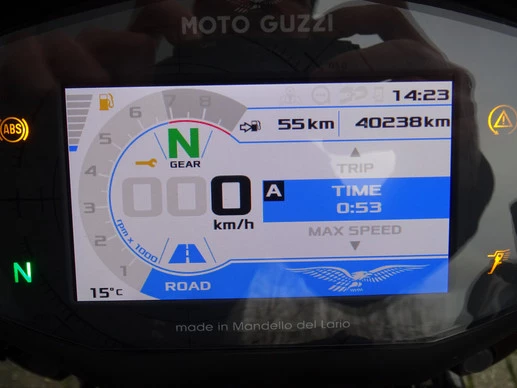 MOTO GUZZI
14:23
ABS
8
7
6
5
4
3
2
1
rpm x 1000
55km
40238km
N
GEAR
TRIP
A
TIME
0:53
000
km/h
MAX SPEED
N
15°C
ROAD
made in Mandello del Lario